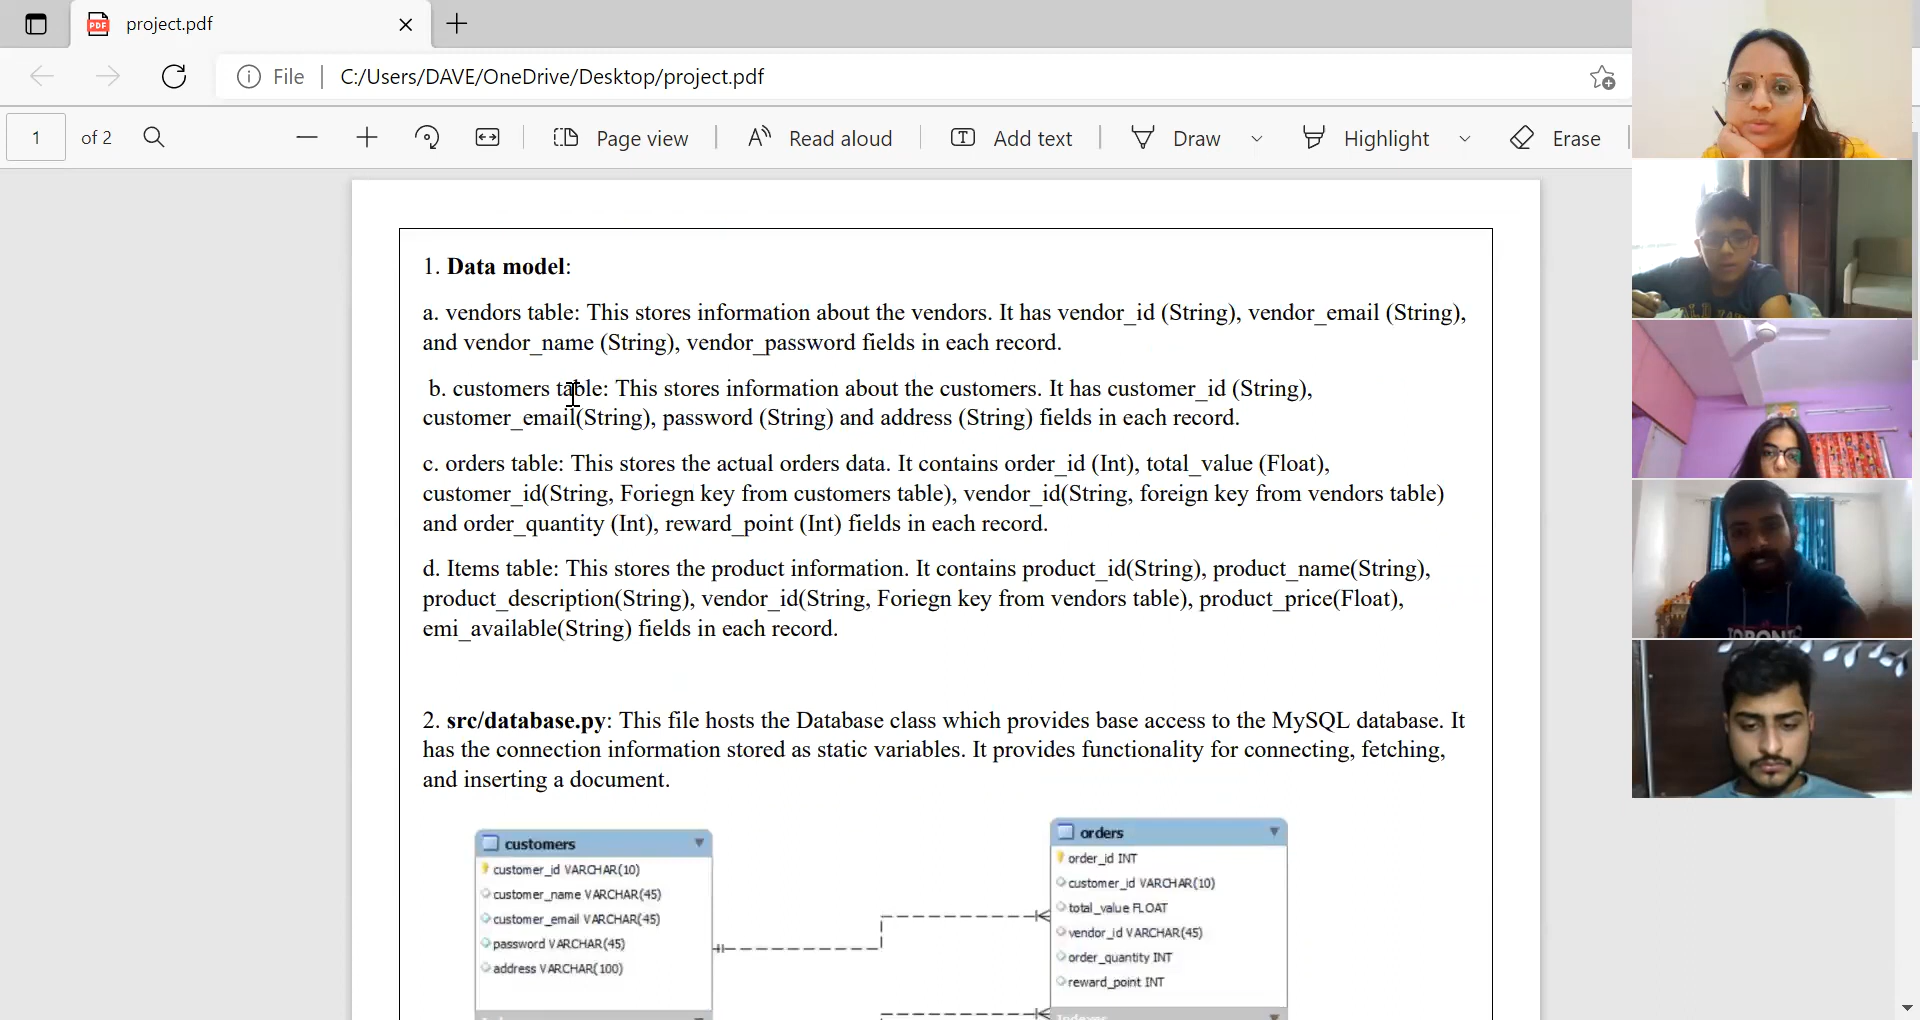 project.pdf
File
C:/Users/DAVE/OneDrive/Desktop/project.pdf
1 of 2
Page view
Read aloud
Add text
Draw
Highlight
Erase
1. Data model:
a. vendors table: This stores information about the vendors. It has vendor_id (String), vendor_email (String),
and vendor_name (String), vendor_password fields in each record.
b. customers table: This stores information about the customers. It has customer_id (String),
customer_email(String), password (String) and address (String) fields in each record.
c. orders table: This stores the actual orders data. It contains order_id (Int), total_value (Float),
customer_id(String, Foriegn key from customers table), vendor_id(String, foreign key from vendors table)
and order_quantity (Int), reward_point (Int) fields in each record.
d. Items table: This stores the product information. It contains product_id(String), product_name(String),
product_description(String), vendor_id(String, Foriegn key from vendors table), product_price(Float),
emi_available(String) fields in each record.
2. src/database.py: This file hosts the Database class which provides base access to the MySQL database. It
has the connection information stored as static variables. It provides functionality for connecting, fetching,
and inserting a document.
customers
customer_id VARCHAR(10)
customer_name VARCHAR(45)
customer_email VARCHAR(45)
password VARCHAR(45)
address VARCHAR(100)
orders
order_id INT
customer_id VARCHAR(10)
total_value FLOAT
vendor_id VARCHAR(45)
order_quantity INT
reward_point INT